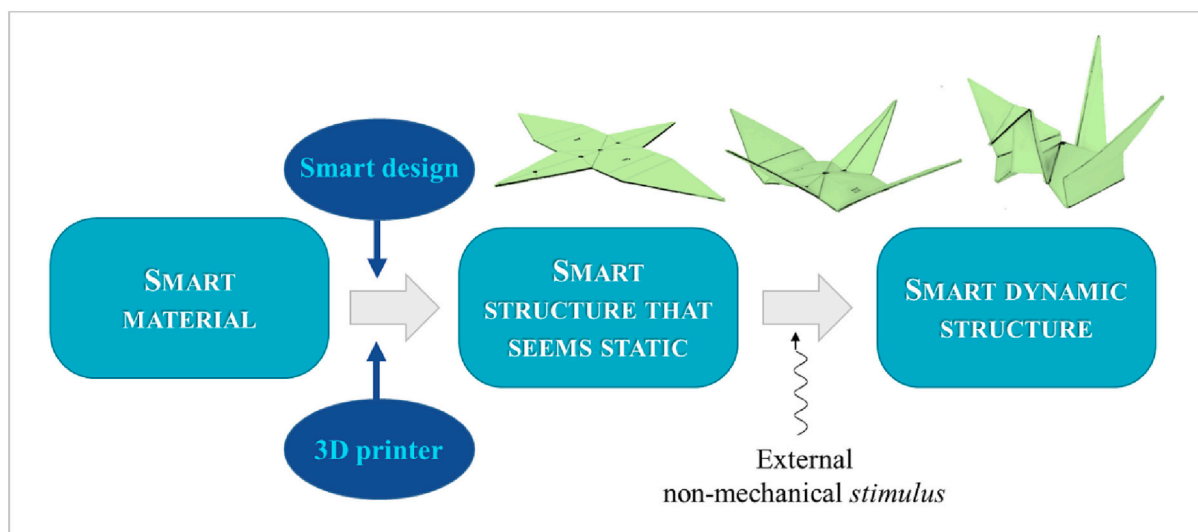 Smart design
SMART
MATERIAL
3D printer
SMART
STRUCTURE THAT
SEEMS STATIC
External
non-mechanical stimulus
SMART DYNAMIC
STRUCTURE